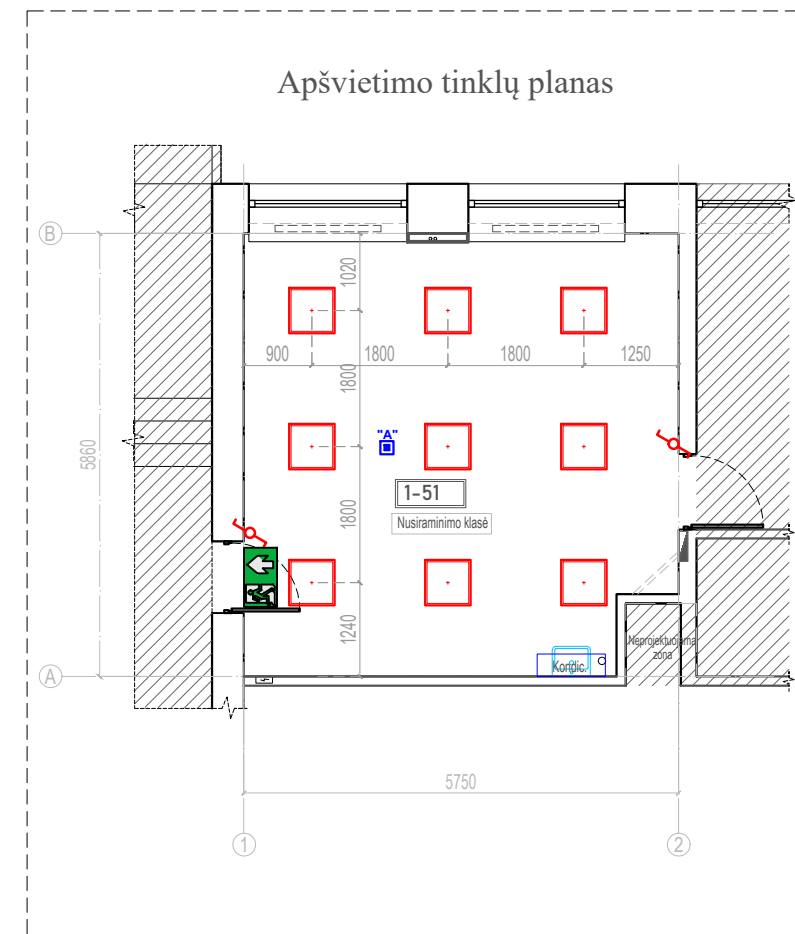 Apšvietimo tinklų planas
B
1020
900
1800
1800
1250
1800
"A"
5860
1-51
Nusiraminimo klasė
1800
1240
Neprojektuojama
zona
Kondic.
A
5750
1
2